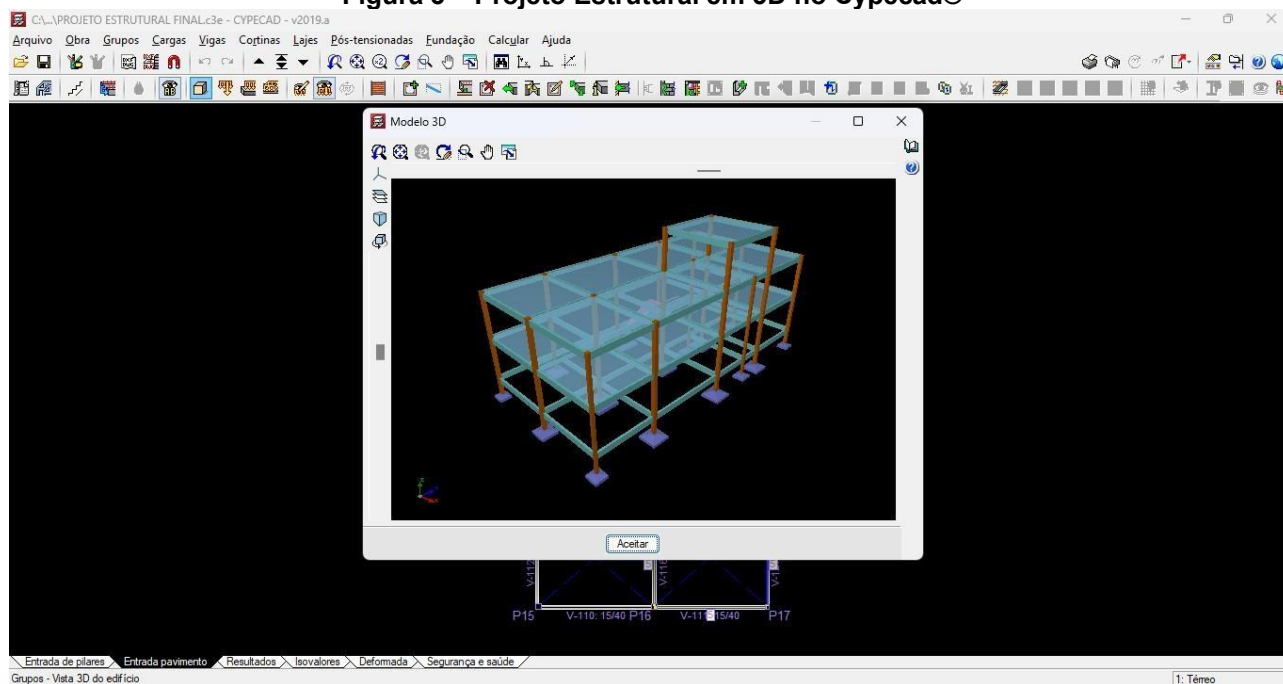 Figura 3 – Projeto Estrutural em 3D no Cypecad®
C:\...\PROJETO ESTRUTURAL FINAL.c3e - CYPECAD - v2019.a
Arquivo Obra Grupos Cargas Vigas Cortinas Lajes Pós-tensionadas Fundação Calcular Ajuda
Modelo 3D
Aceitar
P15 V-110: 15/40 P16 15/40 P17
Entrada de pilares Entrada pavimento Resultados Isovalores Deformada Segurança e saúde
Grupos - Vista 3D do edifício 1: Térreo